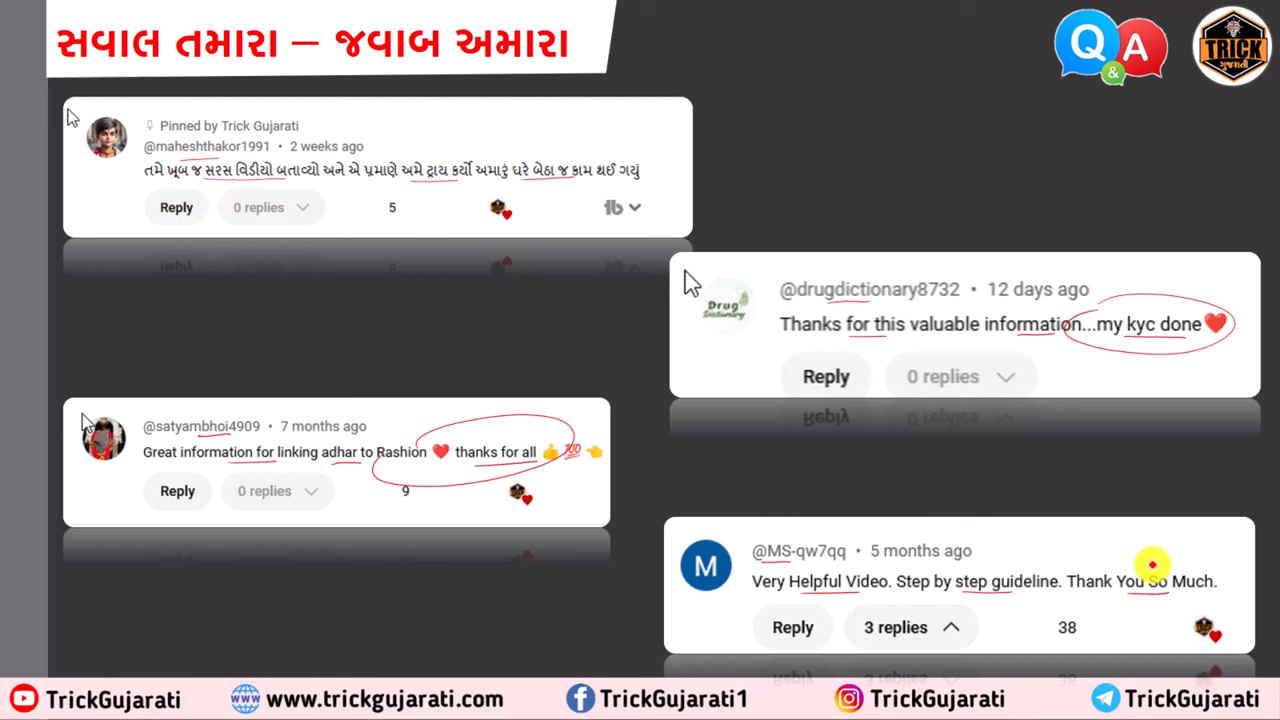 સવાલ તમારા – જવાબ અમારા
Q & A
TRICK
ગુજરાતી
Pinned by Trick Gujarati
@maheshthakor1991 • 2 weeks ago
તમે ખૂબ જ સરસ વિડીયો બતાવ્યો અને એ પ્રમાણે અમે ટ્રાય કર્યો અમારું ઘરે બેઠા જ કામ થઈ ગયું
Reply 0 replies 5
Drug
Dictionary
@drugdictionary8732 • 12 days ago
Thanks for this valuable information...my kyc done❤️
Reply 0 replies
@satyambhoi4909 • 7 months ago
Great information for linking adhar to Rashion ❤️ thanks for all 👍💯👈
Reply 0 replies 9
M
@MS-qw7qq • 5 months ago
Very Helpful Video. Step by step guideline. Thank You So Much.
Reply 3 replies 38
TrickGujarati www.trickgujarati.com TrickGujarati1 TrickGujarati TrickGujarati